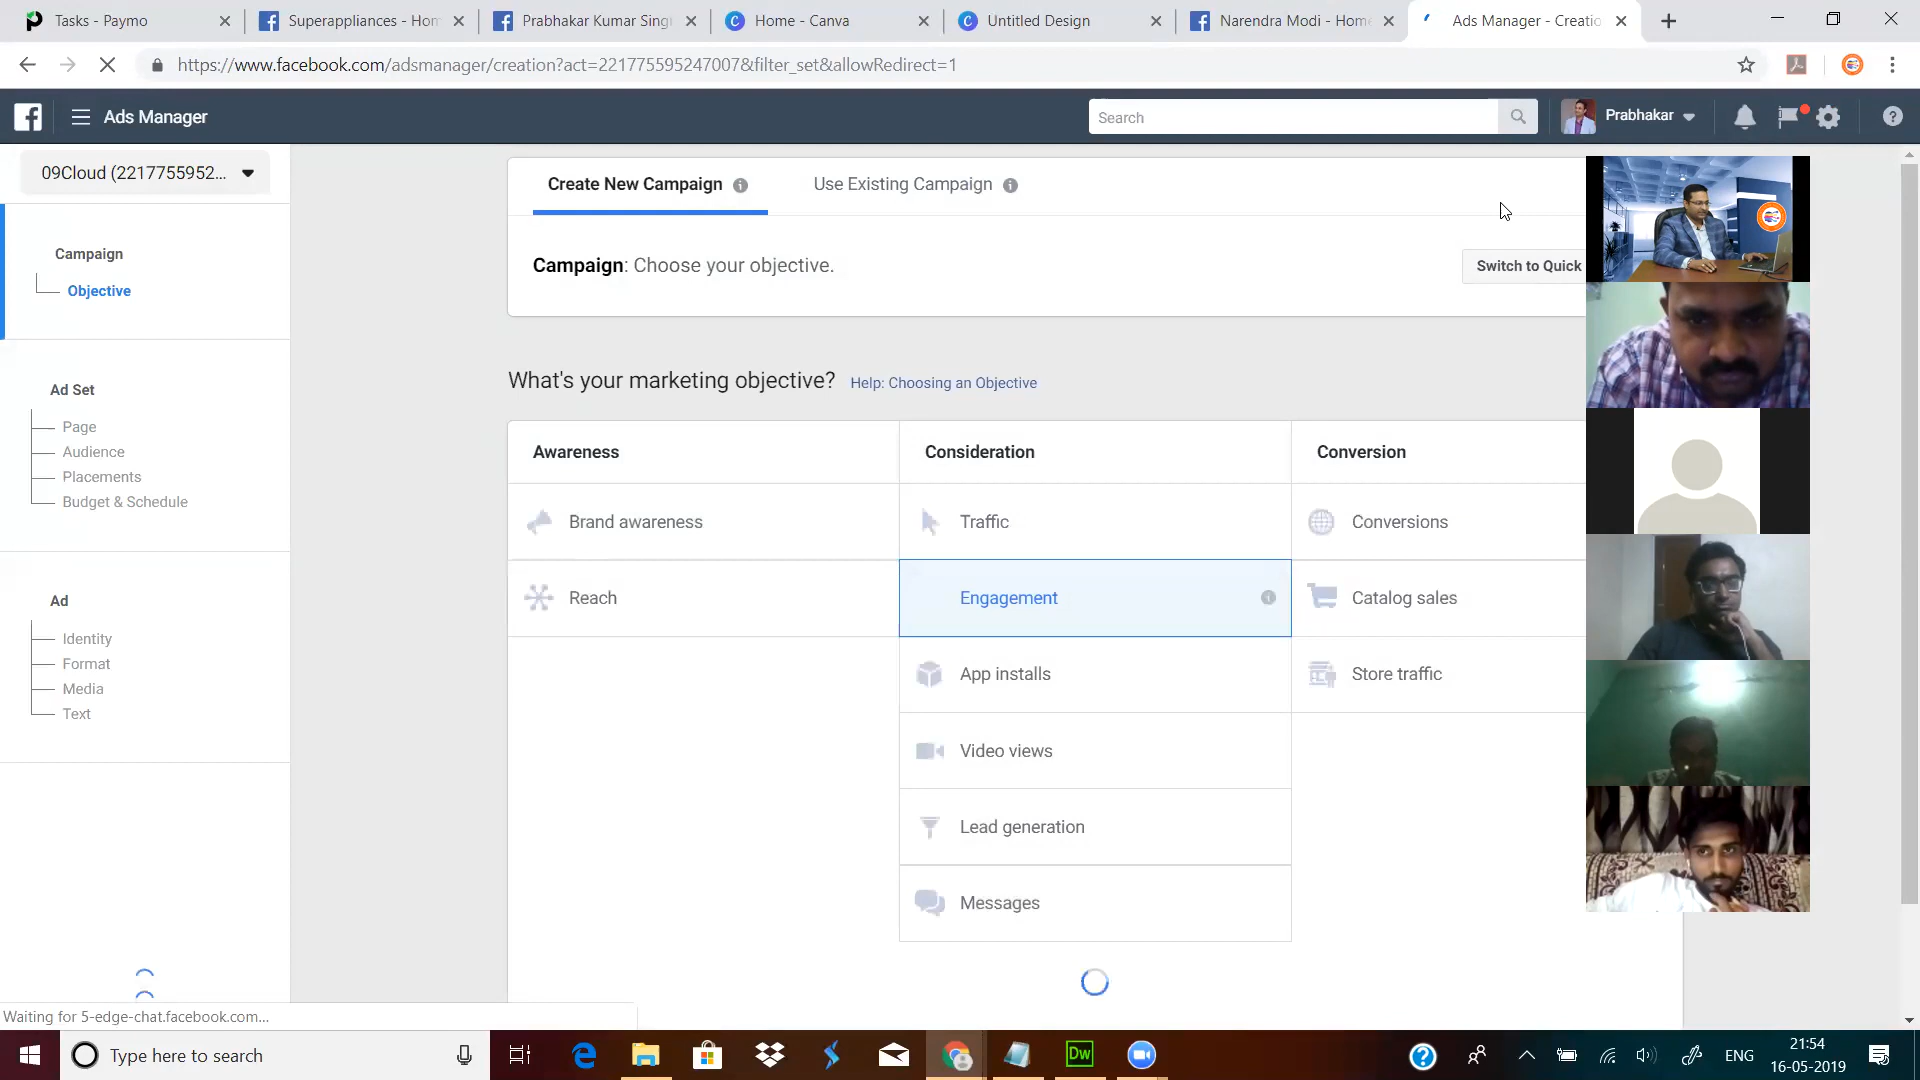 Tasks - Paymo
Superappliances - Hom
Prabhakar Kumar Sing
Home - Canva
Untitled Design
Narendra Modi - Home
Ads Manager - Creatio
https://www.facebook.com/adsmanager/creation?act=221775595247007&filter_set&allowRedirect=1
Ads Manager
Search
Prabhakar
09Cloud (2217755952...
Create New Campaign
Use Existing Campaign
Campaign: Choose your objective.
Switch to Quick
Campaign
Objective
Ad Set
Page
Audience
Placements
Budget & Schedule
Ad
Identity
Format
Media
Text
What's your marketing objective?
Help: Choosing an Objective
Awareness
Consideration
Conversion
Brand awareness
Traffic
Conversions
Reach
Engagement
Catalog sales
App installs
Store traffic
Video views
Lead generation
Messages
Waiting for 5-edge-chat.facebook.com...
Type here to search
Dw
ENG
21:54
16-05-2019